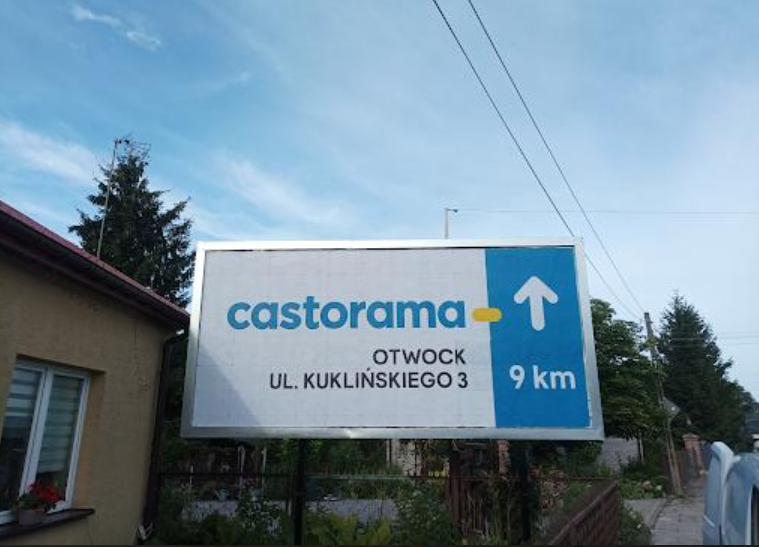 castorama
OTWOCK
UL. KUKLIŃSKIEGO 3
9 km